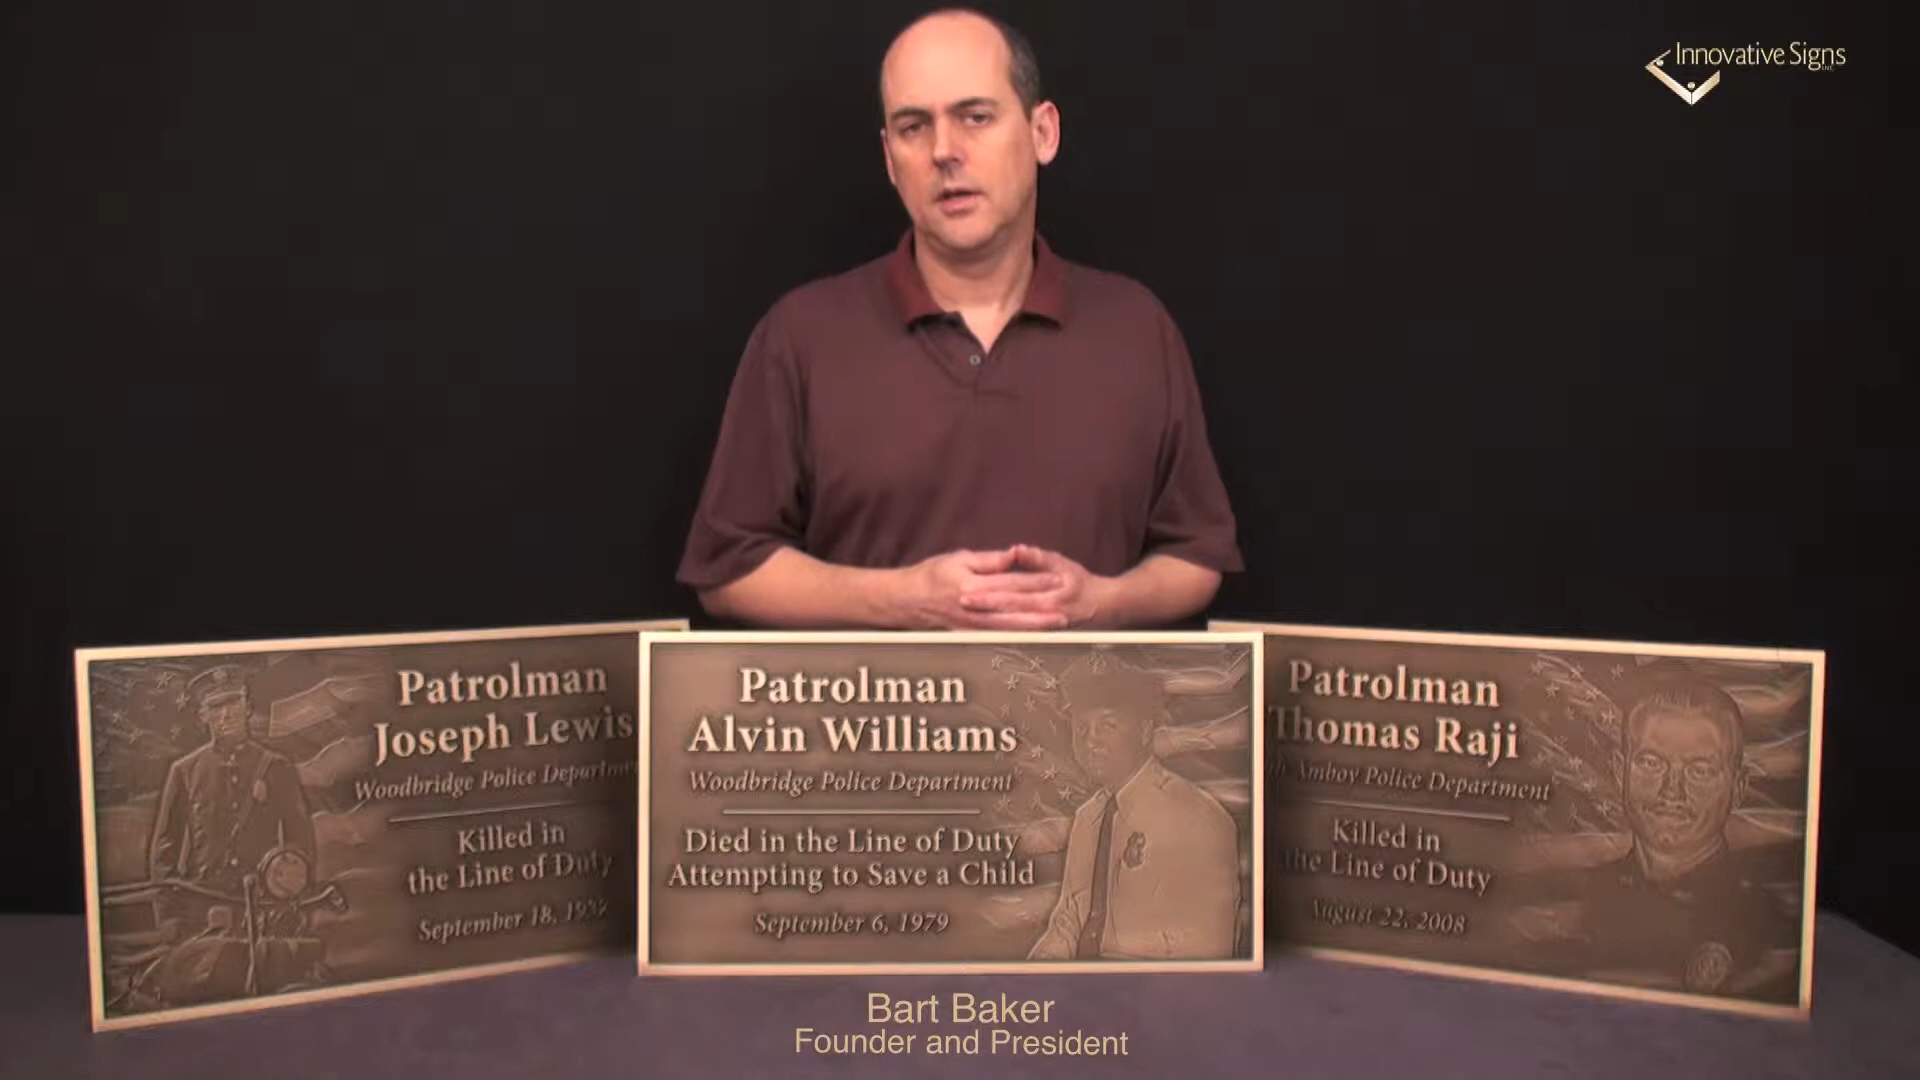 Innovative Signs
INC
Patrolman
Joseph Lewis
Woodbridge Police
Killed in
the Line of Duty
September 18,
Patrolman
Alvin Williams
Woodbridge Police Department
Died in the Line of Duty
Attempting to Save a Child
September 6, 1979
Patrolman
Thomas Raji
Amboy Police Department
Killed in
the Line of Duty
August 22, 2008
Bart Baker
Founder and President